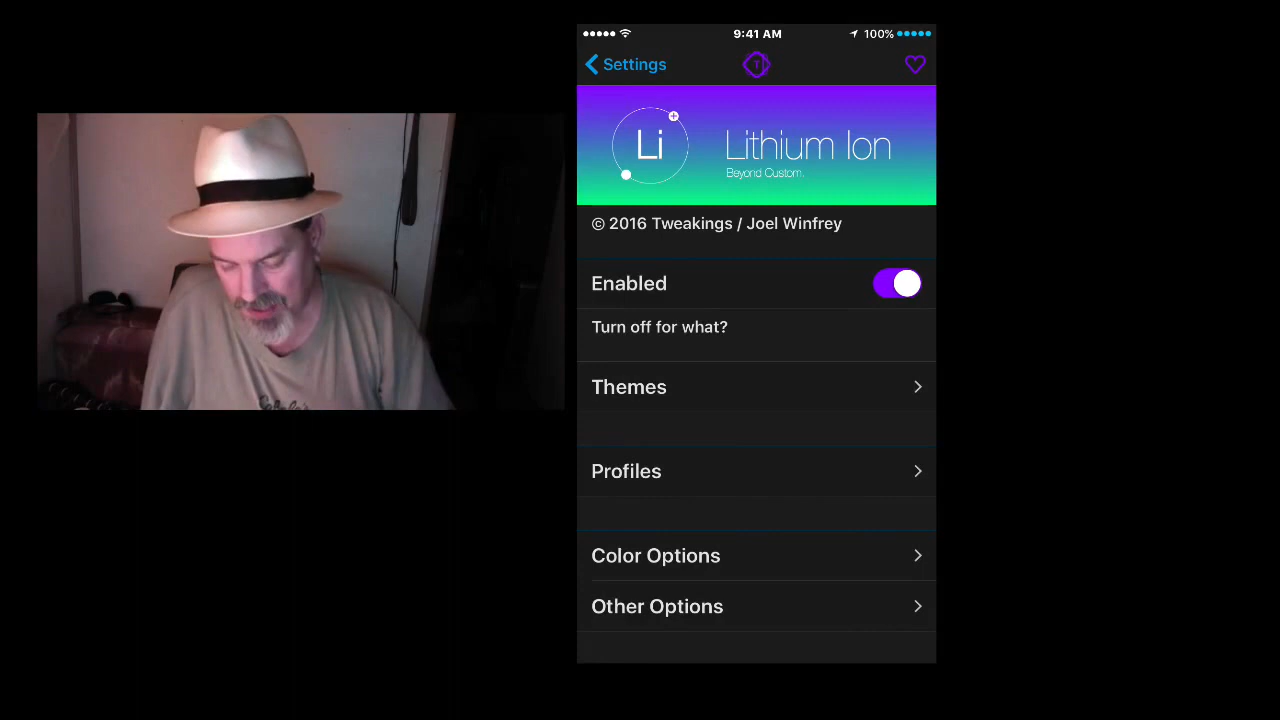 9:41 AM
100%
Settings
T
Li
Lithium Ion
Beyond Custom.
© 2016 Tweakings / Joel Winfrey
Enabled
Turn off for what?
Themes
Profiles
Color Options
Other Options